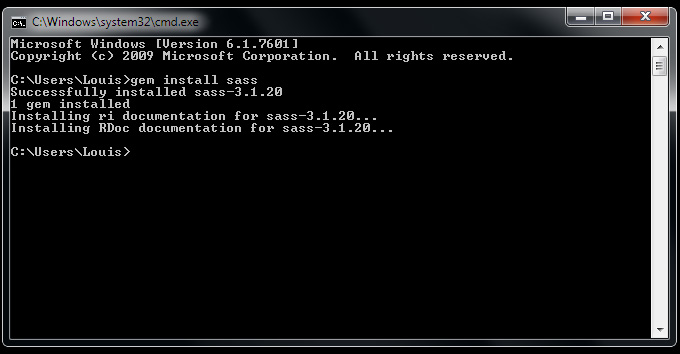 C:\Windows\system32\cmd.exe
Microsoft Windows [Version 6.1.7601]
Copyright (c) 2009 Microsoft Corporation.  All rights reserved.
C:\Users\Louis>gem install sass
Successfully installed sass-3.1.20
1 gem installed
Installing ri documentation for sass-3.1.20...
Installing RDoc documentation for sass-3.1.20...
C:\Users\Louis>